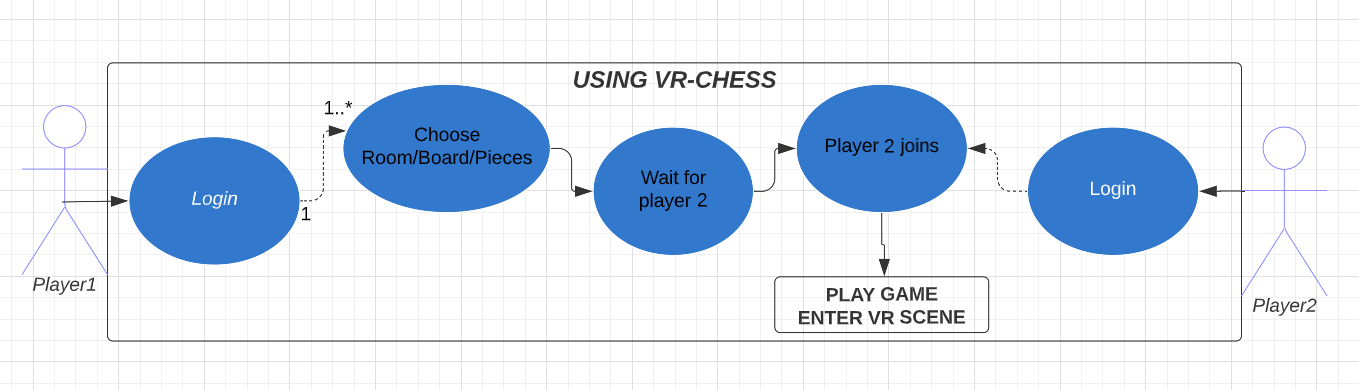 USING VR-CHESS
1..*
Choose
Room/Board/Pieces
Player 2 joins
Wait for
player 2
Login
Login
1
Player1
PLAY GAME
ENTER VR SCENE
Player2